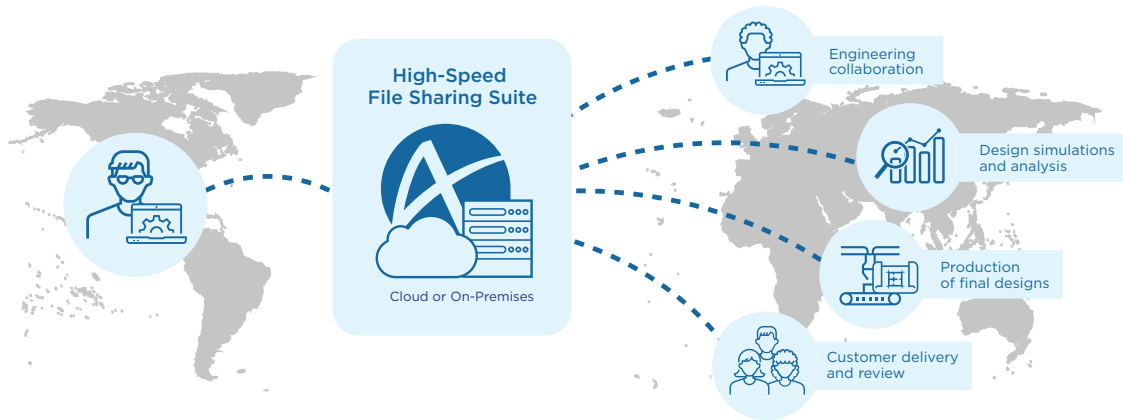 High-Speed
File Sharing Suite
Cloud or On-Premises
Engineering
collaboration
Design simulations
and analysis
Production
of final designs
Customer delivery
and review